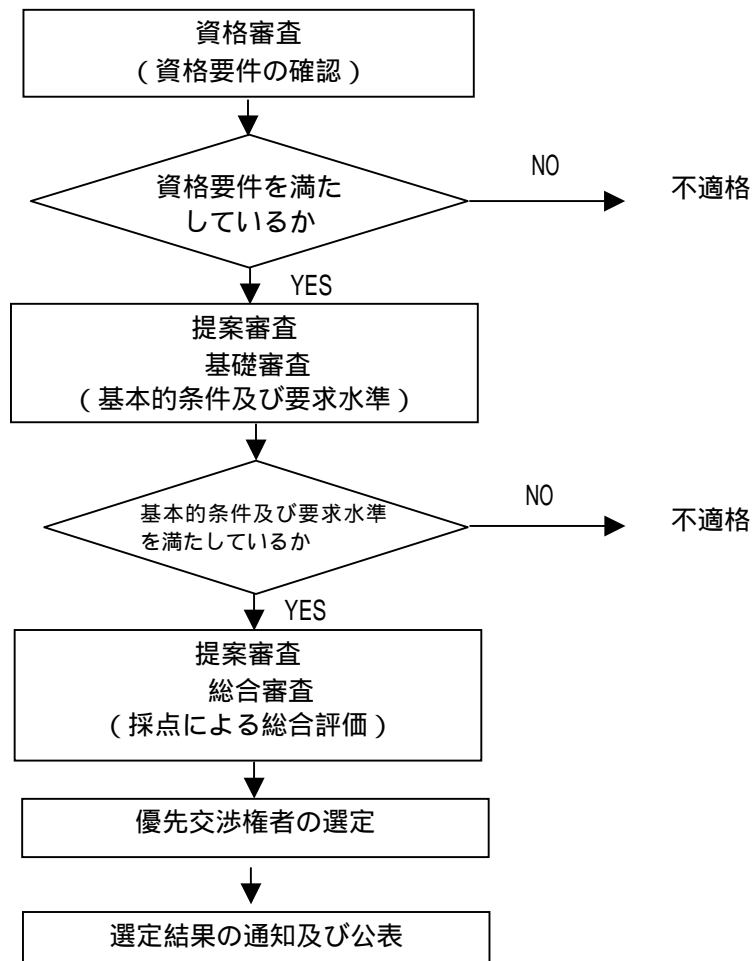 資格審査
（資格要件の確認）
資格要件を満た
しているか
NO
不適格
YES
提案審査
基礎審査
（基本的条件及び要求水準）
基本的条件及び要求水準
を満たしているか
NO
不適格
YES
提案審査
総合審査
（採点による総合評価）
優先交渉権者の選定
選定結果の通知及び公表